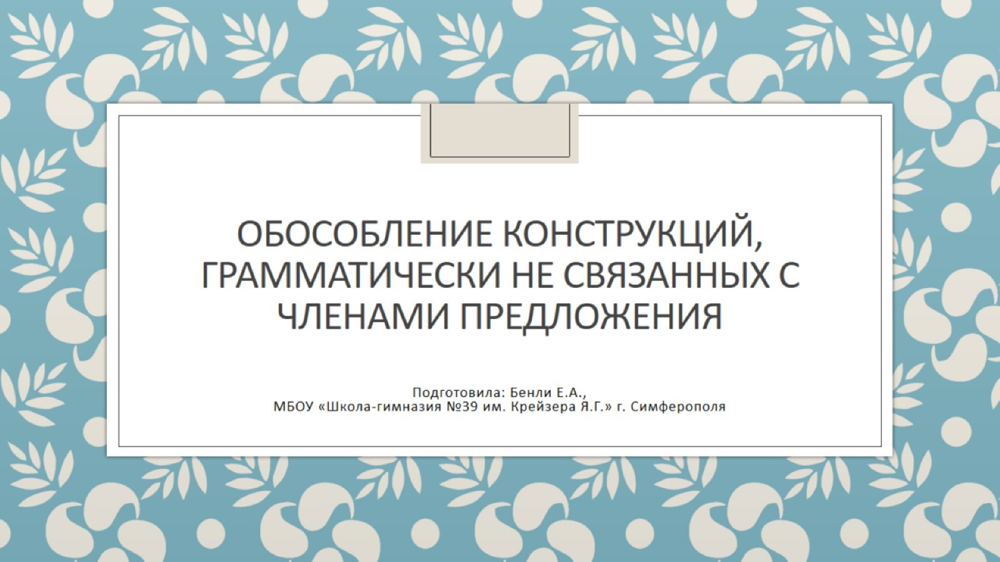 ОБОСОБЛЕНИЕ КОНСТРУКЦИЙ,
ГРАММАТИЧЕСКИ НЕ СВЯЗАННЫХ С
ЧЛЕНАМИ ПРЕДЛОЖЕНИЯ
Подготовила: Бенли Е.А.,
МБОУ «Школа-гимназия №39 им. Крейзера Я.Г.» г. Симферополя